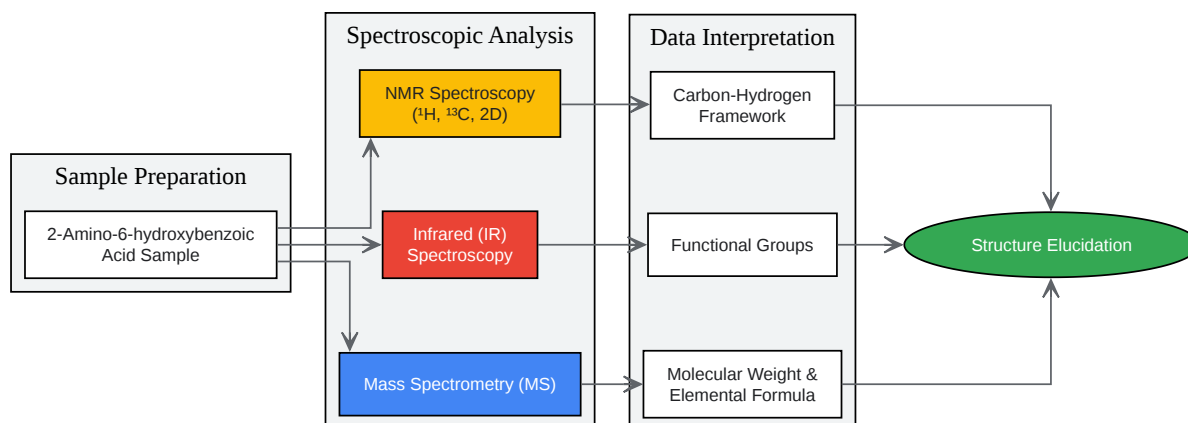 Sample Preparation
2-Amino-6-hydroxybenzoic
Acid Sample
Spectroscopic Analysis
NMR Spectroscopy
(¹H, ¹³C, 2D)
Infrared (IR)
Spectroscopy
Mass Spectrometry (MS)
Data Interpretation
Carbon-Hydrogen
Framework
Functional Groups
Molecular Weight &
Elemental Formula
Structure Elucidation